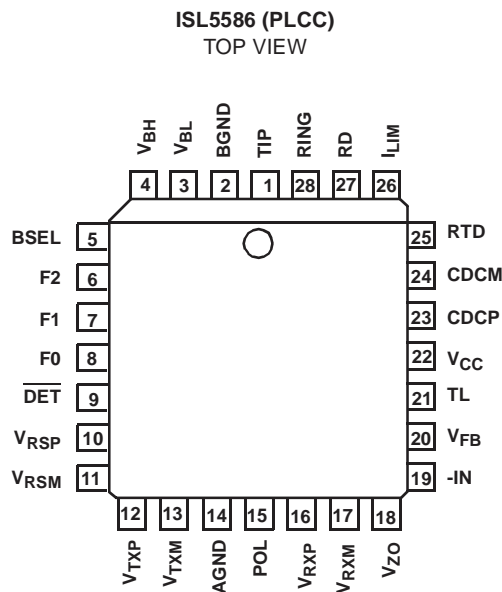 ISL5586 (PLCC)
TOP VIEW
VBH VBL BGND TIP RING RD ILIM
4 3 2 1 28 27 26
BSEL 5 25 RTD
F2 6 24 CDCM
F1 7 23 CDCP
F0 8 22 VCC
DET 9 21 TL
VRSP 10 20 VFB
VRSM 11 19 -IN
12 13 14 15 16 17 18
VTXP VTXM AGND POL VRXP VRXM VZO